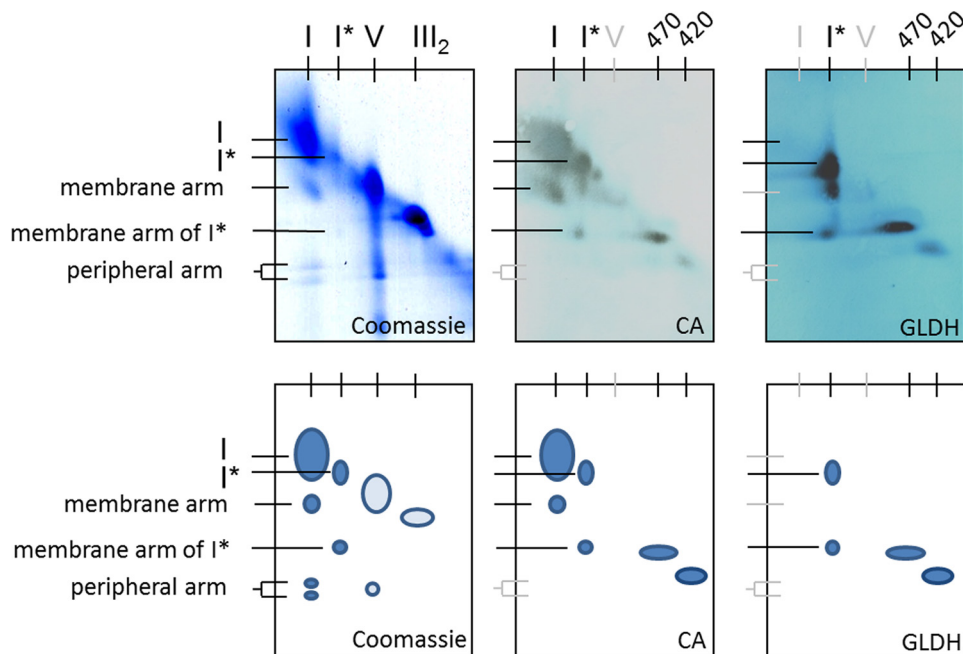 I I* V III₂
I I* V 470 420
I I* V 470 420
I
I*
membrane arm
membrane arm of I*
peripheral arm
Coomassie
CA
GLDH
I
I*
membrane arm
membrane arm of I*
peripheral arm
Coomassie
CA
GLDH